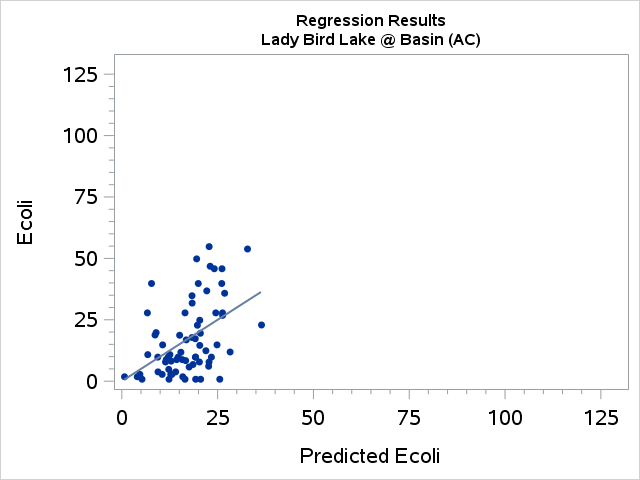 Regression Results
Lady Bird Lake @ Basin (AC)
125
100
75
50
25
0
Ecoli
0 25 50 75 100 125
Predicted Ecoli